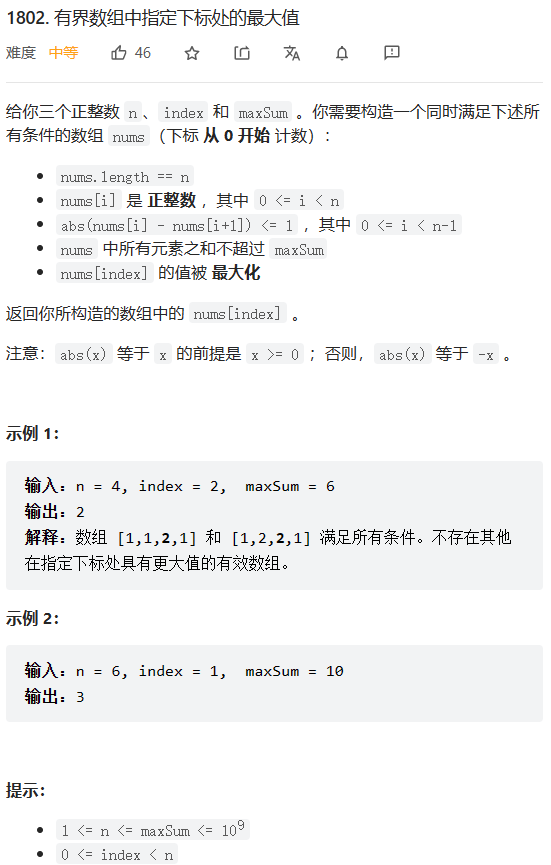 1802. 有界数组中指定下标处的最大值
难度 中等 46
给你三个正整数 n、index 和 maxSum 。你需要构造一个同时满足下述所
有条件的数组 nums（下标 从 0 开始 计数）：
nums.length == n
nums[i] 是 正整数 ，其中 0 <= i < n
abs(nums[i] - nums[i+1]) <= 1 ，其中 0 <= i < n-1
nums 中所有元素之和不超过 maxSum
nums[index] 的值被 最大化
返回你所构造的数组中的 nums[index] 。
注意：abs(x) 等于 x 的前提是 x >= 0 ；否则，abs(x) 等于 -x 。
示例 1：
输入：n = 4, index = 2, maxSum = 6
输出：2
解释：数组 [1,1,2,1] 和 [1,2,2,1] 满足所有条件。不存在其他
在指定下标处具有更大值的有效数组。
示例 2：
输入：n = 6, index = 1, maxSum = 10
输出：3
提示：
1 <= n <= maxSum <= 10⁹
0 <= index < n